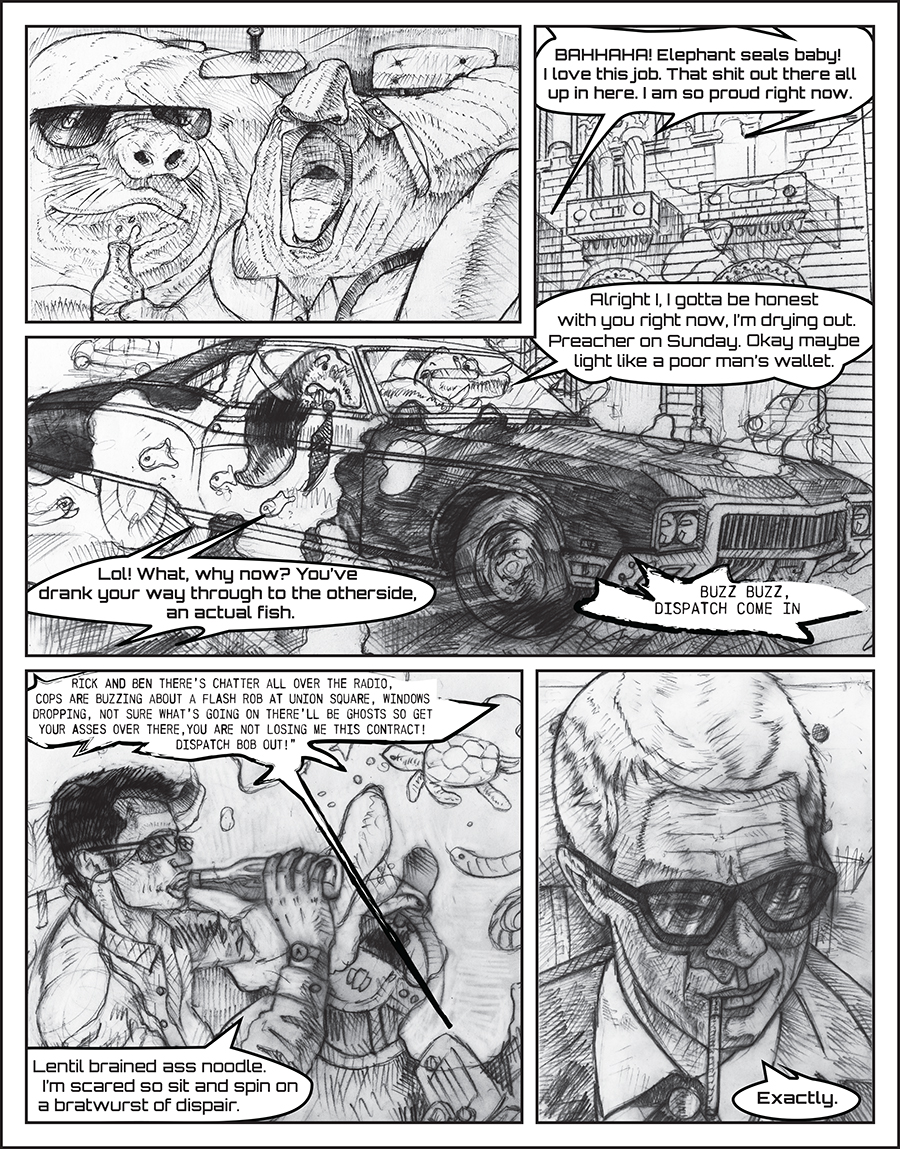 BAHHAHA! Elephant seals baby!
I love this job. That shit out there all
up in here. I am so proud right now.
Alright I, I gotta be honest
with you right now, I'm drying out.
Preacher on Sunday. Okay maybe
light like a poor man's wallet.
Lol! What, why now? You've
drank your way through to the otherside,
an actual fish.
BUZZ BUZZ,
DISPATCH COME IN
RICK AND BEN THERE'S CHATTER ALL OVER THE RADIO,
COPS ARE BUZZING ABOUT A FLASH ROB AT UNION SQUARE, WINDOWS
DROPPING, NOT SURE WHAT'S GOING ON THERE'LL BE GHOSTS SO GET
YOUR ASSES OVER THERE,YOU ARE NOT LOSING ME THIS CONTRACT!
DISPATCH BOB OUT!"
Lentil brained ass noodle.
I'm scared so sit and spin on
a bratwurst of dispair.
Exactly.